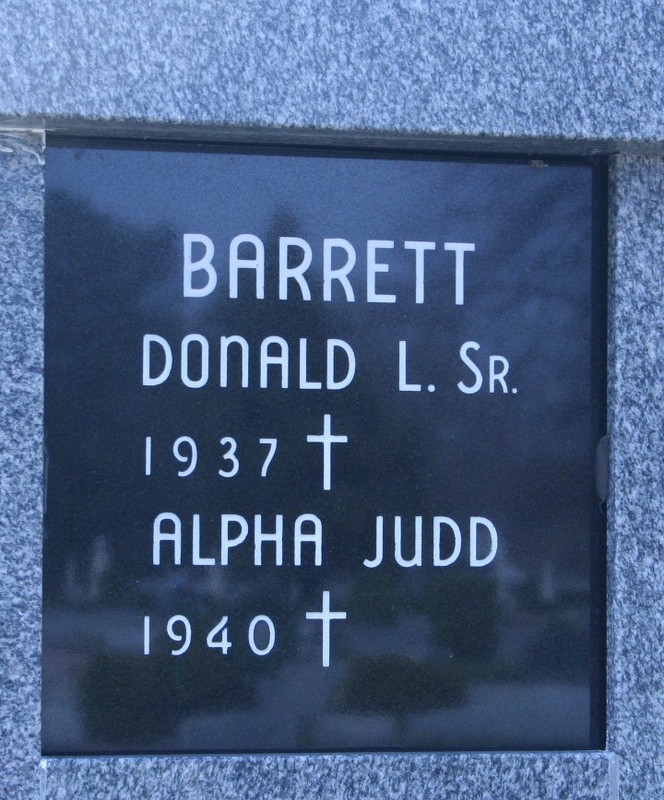 BARRETT
DONALD L. SR.
1937 ✝
ALPHA JUDD
1940 ✝